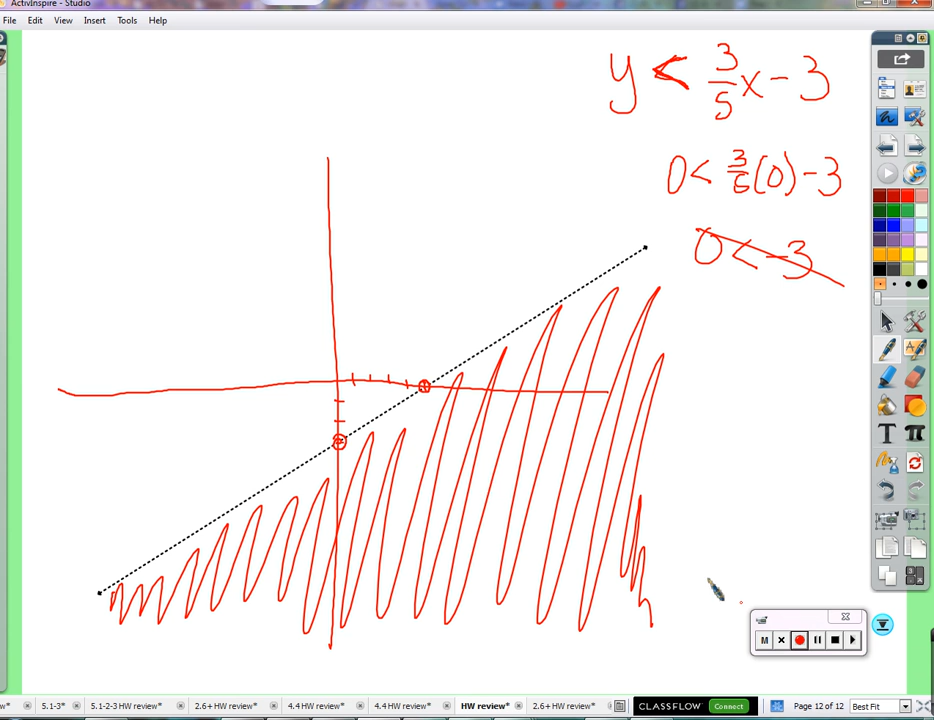 ActivInspire - Studio
File Edit View Insert Tools Help
y < 3/5 x - 3
0 < 3/5 (0) - 3
0 < -3
M
T π
5.1-3* 5.1-2-3 HW review* 2.6+ HW review* 4.4 HW review* 4.4 HW review* HW review* 2.6+ HW review* CLASSFLOW Connect Page 12 of 12 Best Fit